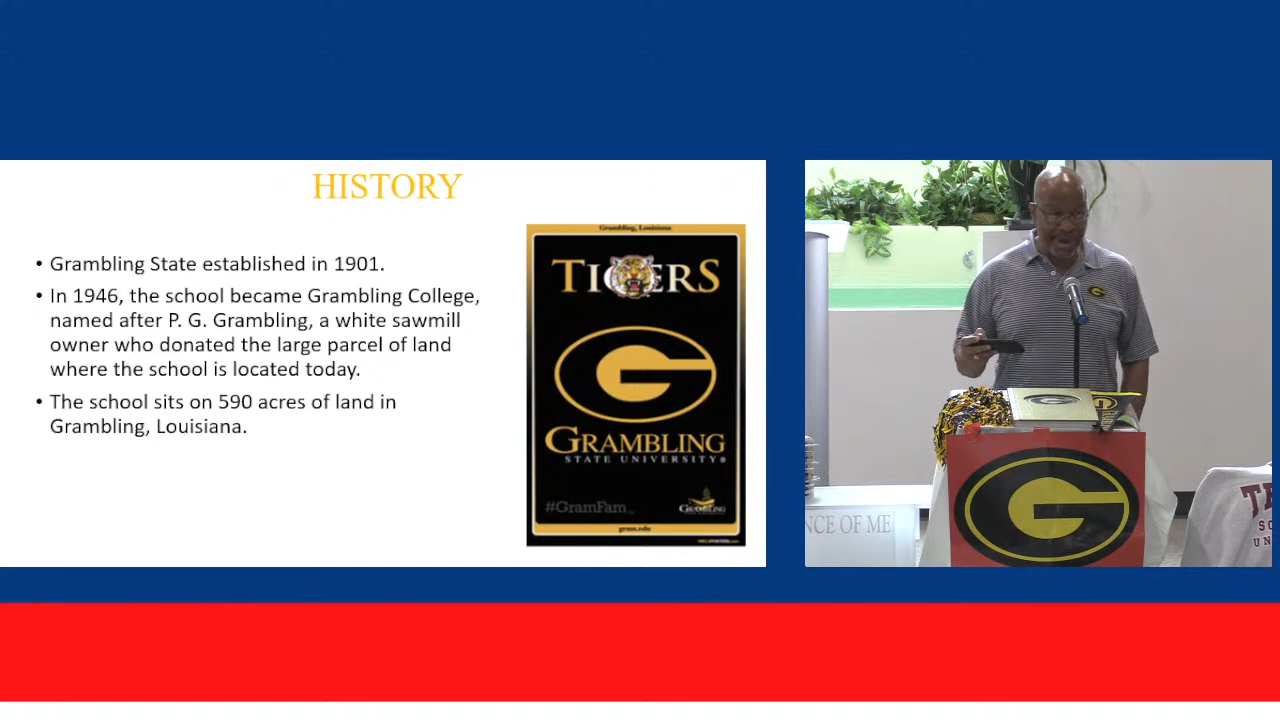 HISTORY
• Grambling State established in 1901.
• In 1946, the school became Grambling College,
named after P. G. Grambling, a white sawmill
owner who donated the large parcel of land
where the school is located today.
• The school sits on 590 acres of land in
Grambling, Louisiana.
Grambling, Louisiana
TIGERS
G
GRAMBLING
STATE UNIVERSITY®
#GramFam
GRAMBLING
gram.edu
G
G
G
G
NCE OF ME